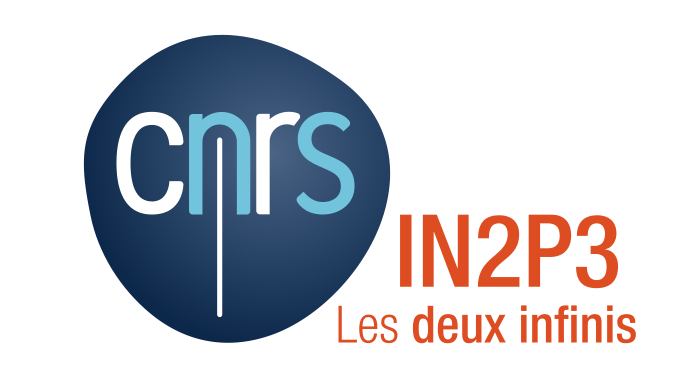 cnrs
IN2P3
Les deux infinis